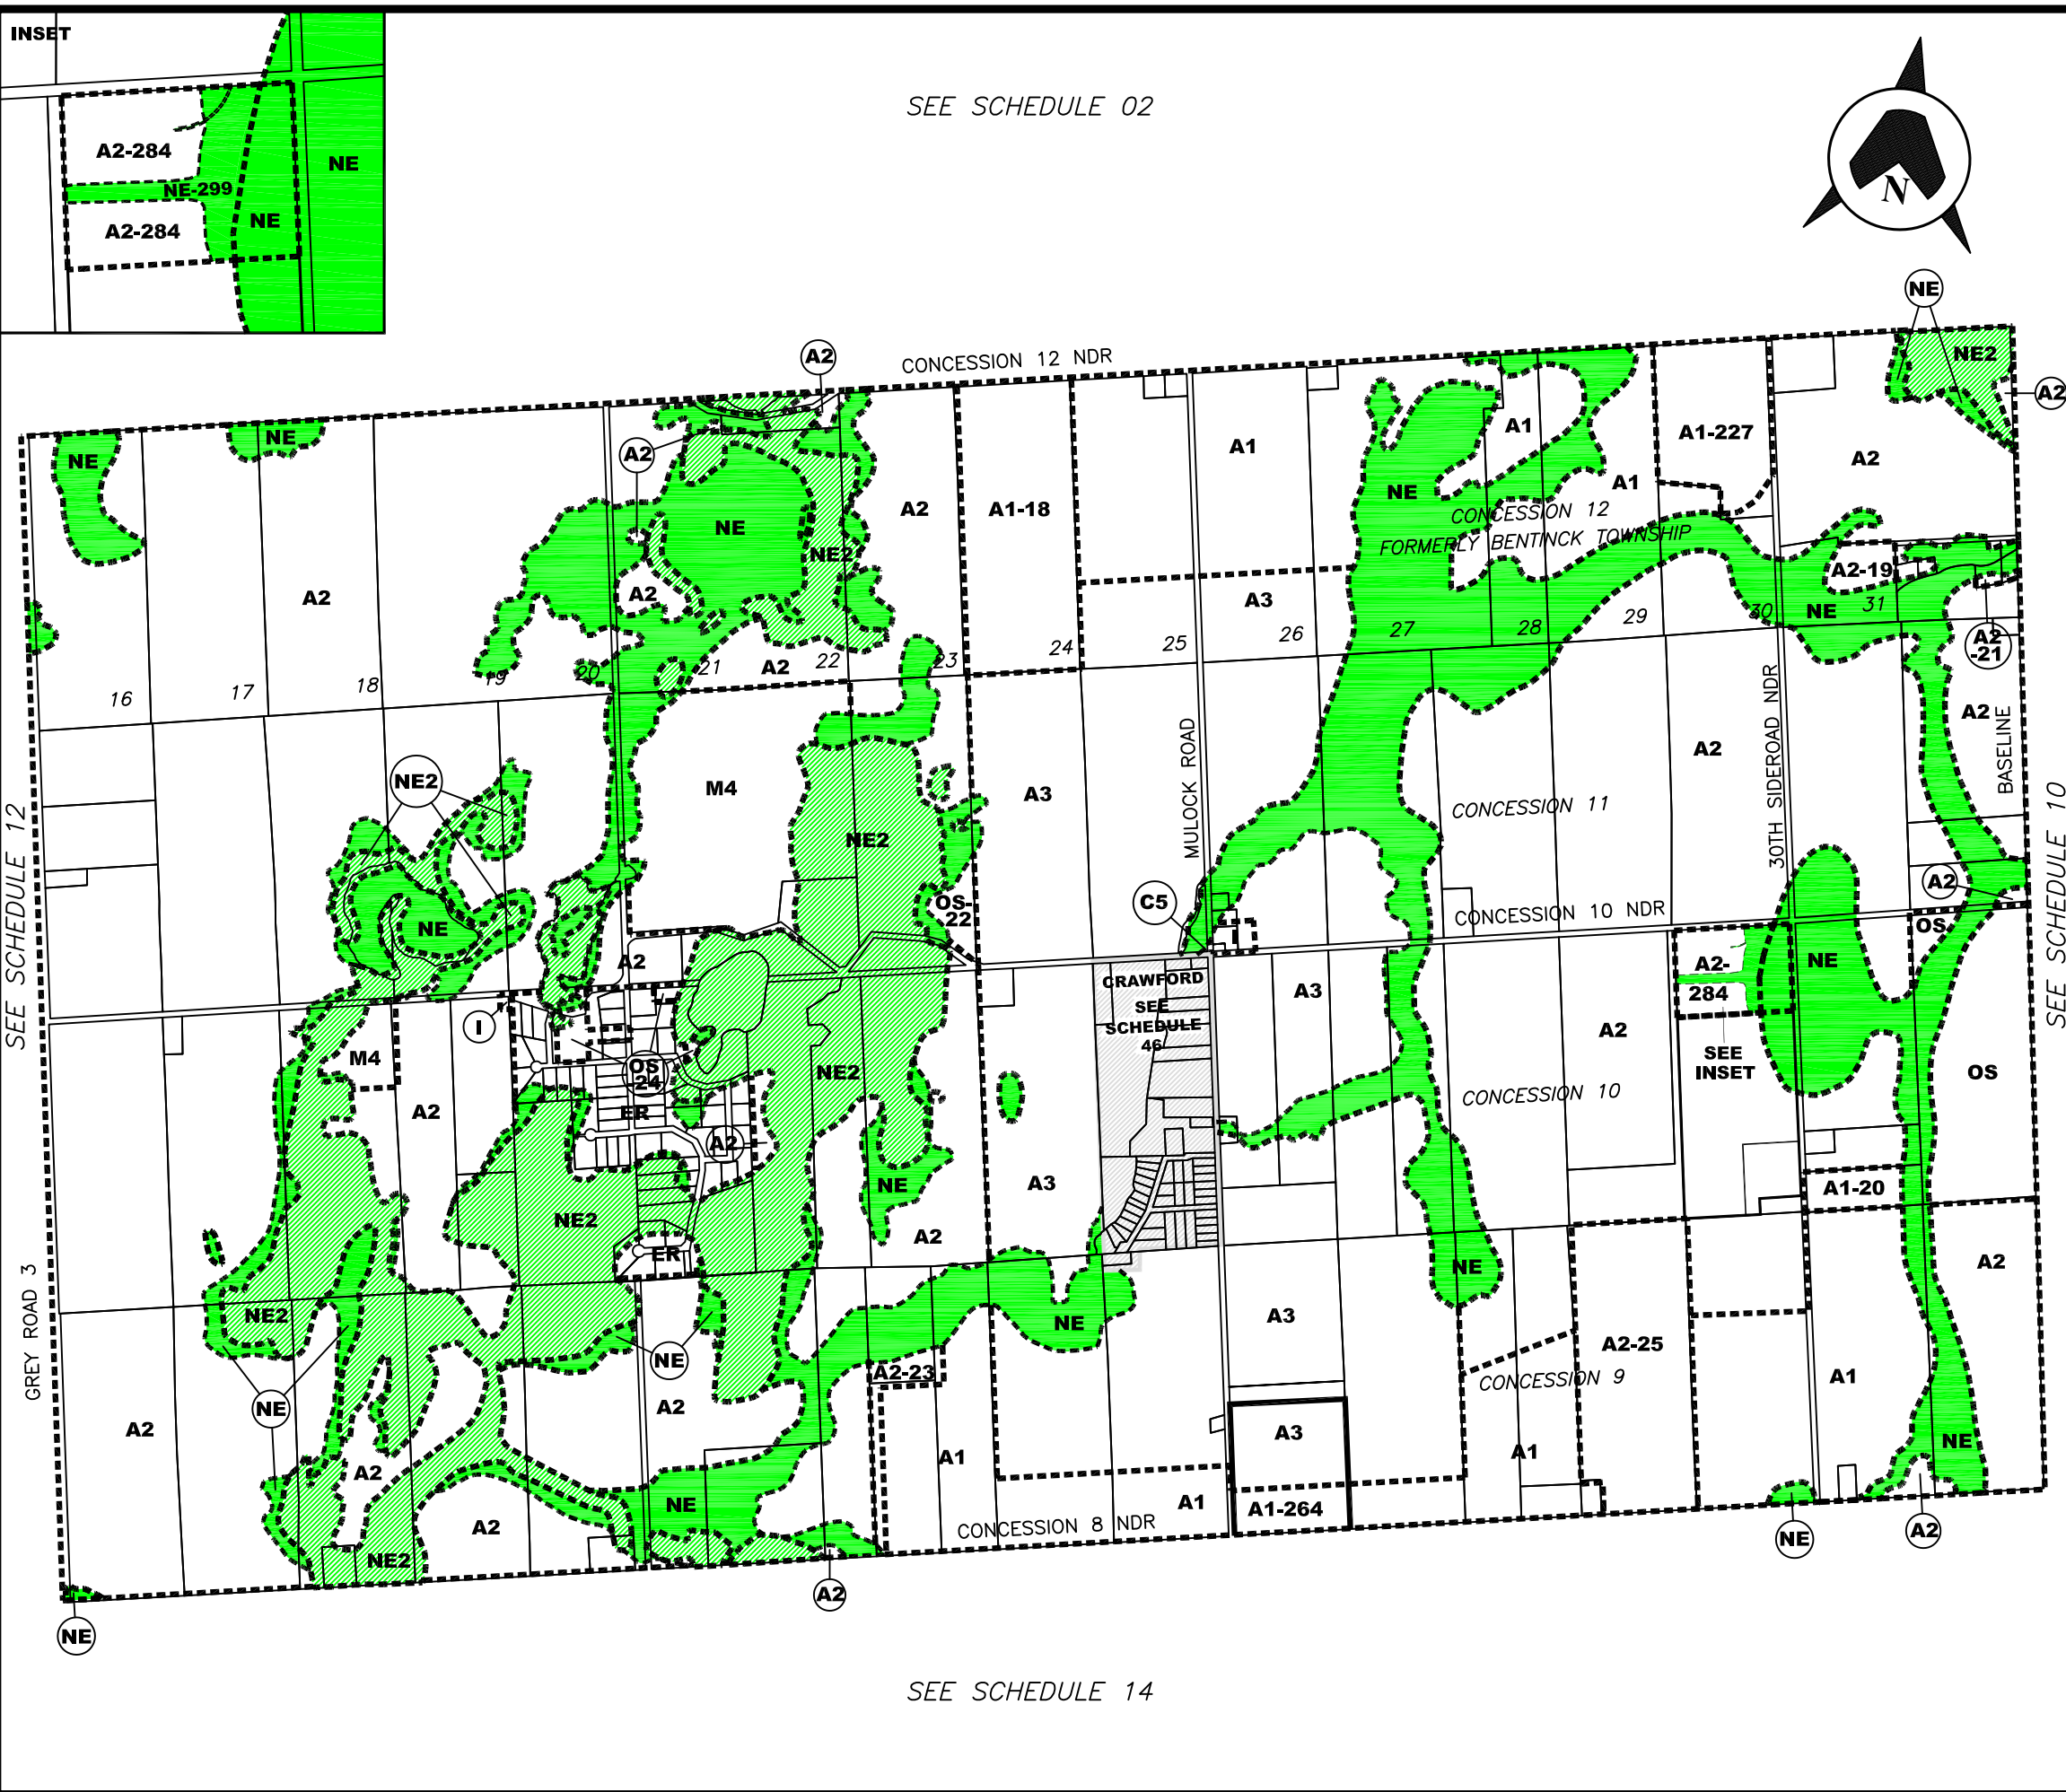 INSET
A2-284
NE-299
NE
A2-284
NE
SEE SCHEDULE 02
N
NE
A2
CONCESSION 12 NDR
NE2
A2
NE
NE
A2
A1
A1
A1-227
A2
A2
A1-18
NE
A1
NE
NE2
CONCESSION 12
FORMERLY BENTINCK TOWNSHIP
A2
A2
A3
A2-19
NE
16
17
18
19
20
21
A2
22
23
24
25
26
27
28
29
30
31
A2
-21
A2
NE2
M4
A3
MULOCK ROAD
A2
30TH SIDEROAD NDR
BASELINE
CONCESSION 11
SEE SCHEDULE 12
SEE SCHEDULE 10
NE2
A2
NE
OS-
22
C5
CONCESSION 10 NDR
OS
A2
CRAWFORD
SEE
SCHEDULE
46
A3
A2-
284
NE
I
M4
OS
-24
NE2
A2
SEE
INSET
OS
A2
ER
A2
CONCESSION 10
NE
A3
A1-20
NE2
A2
ER
NE
A2
GREY ROAD 3
NE2
NE
A3
NE
A2-23
A2-25
CONCESSION 9
A1
NE
A2
A2
A3
A1
A1
NE
A2
NE
A1
A1-264
A2
CONCESSION 8 NDR
NE2
NE
A2
A2
NE
SEE SCHEDULE 14